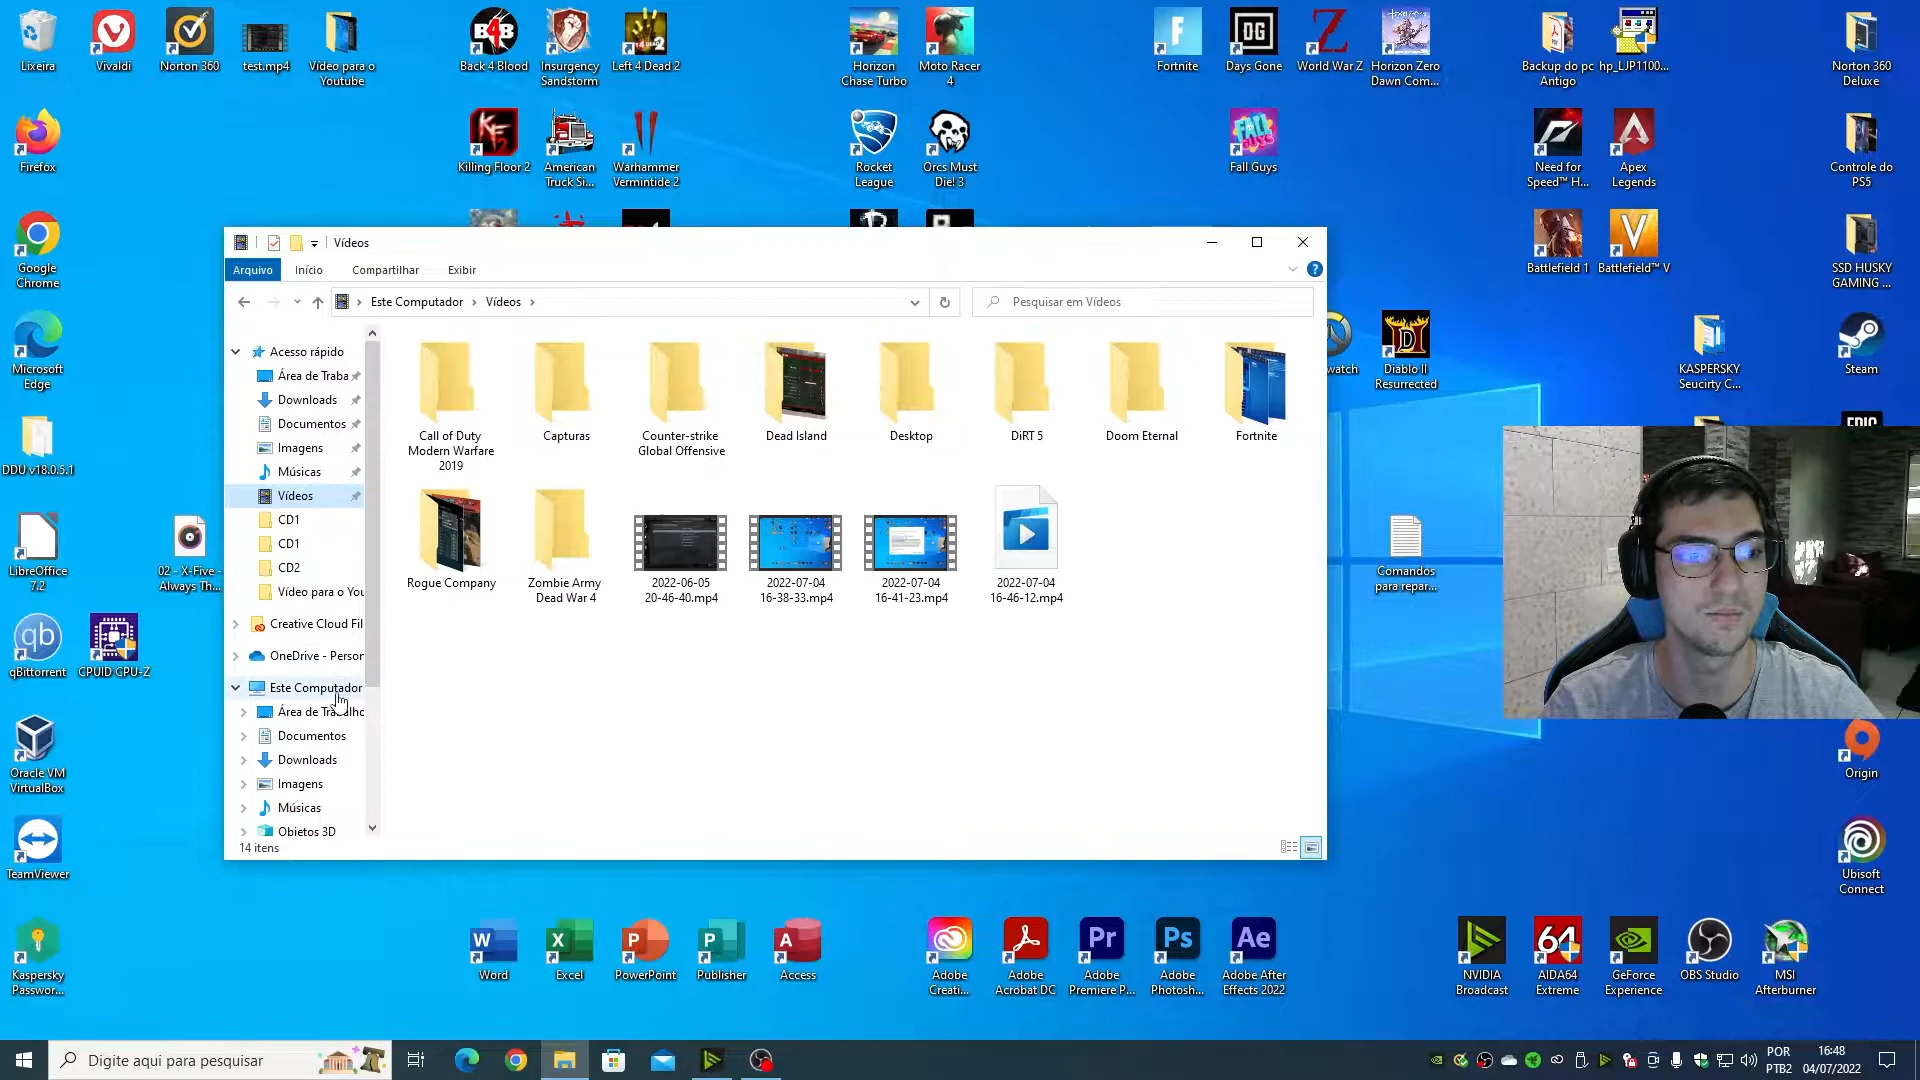 Lixeira
Vivaldi
Norton 360
test.mp4
Vídeo para o
Youtube
Back 4 Blood
Insurgency
Sandstorm
Left 4 Dead 2
Horizon
Chase Turbo
Moto Racer
4
Fortnite
Days Gone
World War Z
Horizon Zero
Dawn Com...
Backup do pc
Antigo
hp_LJP1100...
Norton 360
Deluxe
Firefox
Killing Floor 2
American
Truck Si...
Warhammer
Vermintide 2
Rocket
League
Orcs Must
Die! 3
Fall Guys
Need for
Speed™ H...
Apex
Legends
Controle do
PS5
Google
Chrome
Battlefield 1
Battlefield™ V
SSD HUSKY
GAMING ...
Vídeos
Arquivo
Início
Compartilhar
Exibir
Este Computador
Vídeos
Pesquisar em Vídeos
Microsoft
Edge
watch
Diablo II
Resurrected
KASPERSKY
Seucirty C...
Steam
Acesso rápido
Área de Traba
Downloads
Documentos
Imagens
Músicas
Vídeos
CD1
CD1
CD2
Vídeo para o You
Creative Cloud Fil
OneDrive - Person
Este Computador
Área de Trabalho
Documentos
Downloads
Imagens
Músicas
Objetos 3D
14 itens
Call of Duty
Modern Warfare
2019
Capturas
Counter-strike
Global Offensive
Dead Island
Desktop
DiRT 5
Doom Eternal
Fortnite
Rogue Company
Zombie Army
Dead War 4
2022-06-05
20-46-40.mp4
2022-07-04
16-38-33.mp4
2022-07-04
16-41-23.mp4
2022-07-04
16-46-12.mp4
DDU v18.0.5.1
EPIC
LibreOffice
7.2
02 - X-Five -
Always Th...
Comandos
para repar...
qBittorrent
CPUID CPU-Z
Oracle VM
VirtualBox
Origin
TeamViewer
Ubisoft
Connect
Kaspersky
Passwor...
Word
Excel
PowerPoint
Publisher
Access
Adobe
Creati...
Adobe
Acrobat DC
Adobe
Premiere P...
Adobe
Photosh...
Adobe After
Effects 2022
NVIDIA
Broadcast
AIDA64
Extreme
GeForce
Experience
OBS Studio
MSI
Afterburner
Digite aqui para pesquisar
POR
PTB2
16:48
04/07/2022